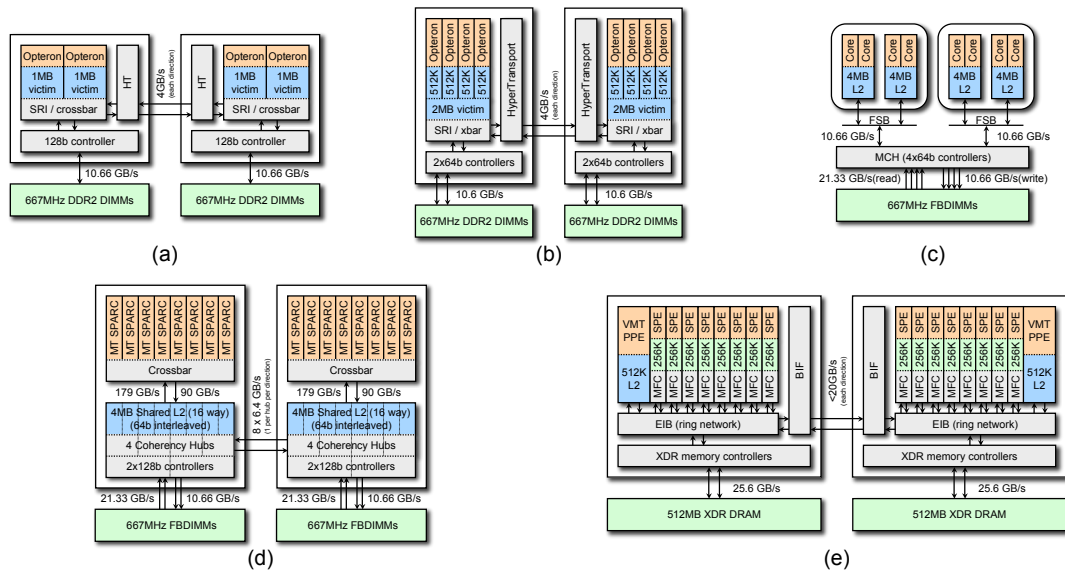 Opteron Opteron
1MB victim 1MB victim
SRI / crossbar
HT
128b controller
10.66 GB/s
667MHz DDR2 DIMMs
4GB/s
(each direction)
HT
Opteron Opteron
1MB victim 1MB victim
SRI / crossbar
128b controller
10.66 GB/s
667MHz DDR2 DIMMs
(a)
Opteron Opteron Opteron Opteron
512K 512K 512K 512K
2MB victim
SRI / xbar
HyperTransport
2x64b controllers
10.6 GB/s
667MHz DDR2 DIMMs
4GB/s
(each direction)
HyperTransport
Opteron Opteron Opteron Opteron
512K 512K 512K 512K
2MB victim
SRI / xbar
2x64b controllers
10.6 GB/s
667MHz DDR2 DIMMs
(b)
Core Core Core Core Core Core Core Core
4MB 4MB 4MB 4MB
L2 L2 L2 L2
FSB FSB
10.66 GB/s 10.66 GB/s
MCH (4x64b controllers)
21.33 GB/s(read) 10.66 GB/s(write)
667MHz FBDIMMs
(c)
MT SPARC MT SPARC MT SPARC MT SPARC MT SPARC MT SPARC MT SPARC MT SPARC
Crossbar
179 GB/s 90 GB/s
4MB Shared L2 (16 way)
(64b interleaved)
4 Coherency Hubs
2x128b controllers
21.33 GB/s 10.66 GB/s
667MHz FBDIMMs
8 x 6.4 GB/s
(1 per hub per direction)
MT SPARC MT SPARC MT SPARC MT SPARC MT SPARC MT SPARC MT SPARC MT SPARC
Crossbar
179 GB/s 90 GB/s
4MB Shared L2 (16 way)
(64b interleaved)
4 Coherency Hubs
2x128b controllers
21.33 GB/s 10.66 GB/s
667MHz FBDIMMs
(d)
VMT
PPE
512K
L2
SPE SPE SPE SPE SPE SPE SPE
256K 256K 256K 256K 256K 256K 256K
MFC MFC MFC MFC MFC MFC MFC
BIF
EIB (ring network)
XDR memory controllers
25.6 GB/s
512MB XDR DRAM
<20GB/s
(each direction)
BIF
SPE SPE SPE SPE SPE SPE SPE
256K 256K 256K 256K 256K 256K 256K
MFC MFC MFC MFC MFC MFC MFC
VMT
PPE
512K
L2
EIB (ring network)
XDR memory controllers
25.6 GB/s
512MB XDR DRAM
(e)